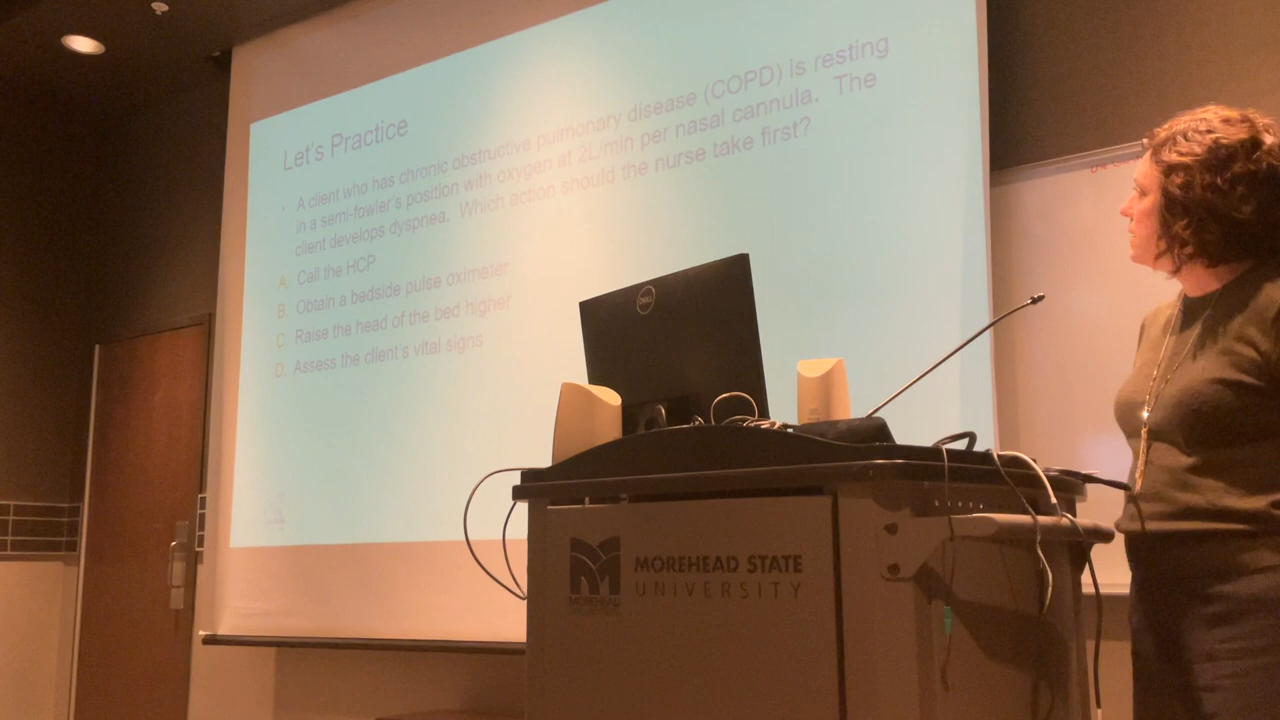 Let's Practice
• A client who has chronic obstructive pulmonary disease (COPD) is resting
in a semi-fowler's position with oxygen at 2L/min per nasal cannula. The
client develops dyspnea. Which action should the nurse take first?
A. Call the HCP
B. Obtain a bedside pulse oximeter
C. Raise the head of the bed higher
D. Assess the client's vital signs
DELL
MOREHEAD STATE
UNIVERSITY
MOREHEAD